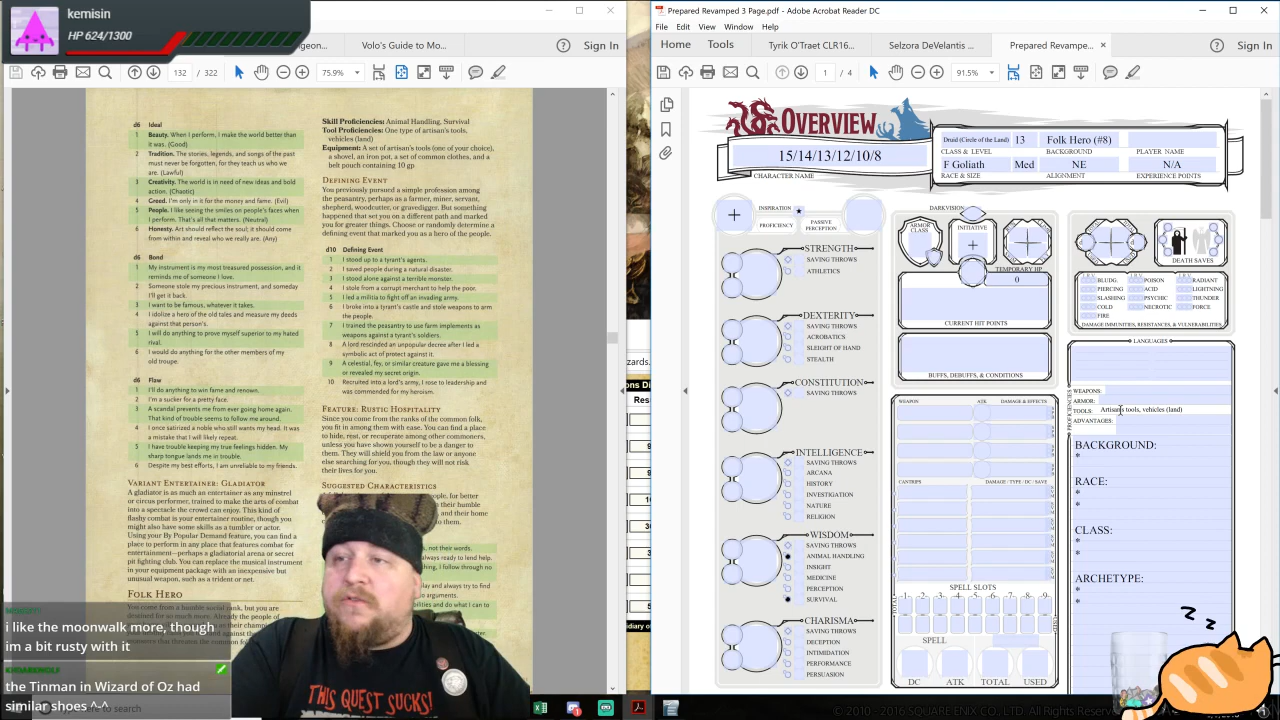 kemisin
HP 624/1300
Volo's Guide to Mo...
Sign In
132 / 322
75.9%
d6 Ideal
1 Beauty. When I perform, I make the world better than
it was. (Good)
2 Tradition. The stories, legends, and songs of the past
must never be forgotten, for they teach us who we
are. (Lawful)
3 Creativity. The world is in need of new ideas and bold
action. (Chaotic)
4 Greed. I'm only in it for the money and fame. (Evil)
5 People. I like seeing the smiles on people's faces when
I perform. That's all that matters. (Neutral)
6 Honesty. Art should reflect the soul; it should come
from within and reveal who we really are. (Any)
d6 Bond
1 My instrument is my most treasured possession, and it
reminds me of someone I love.
2 Someone stole my precious instrument, and someday
I'll get it back.
3 I want to be famous, whatever it takes.
4 I idolize a hero of the old tales and measure my deeds
against that person's.
5 I will do anything to prove myself superior to my hated
rival.
6 I would do anything for the other members of my
old troupe.
d6 Flaw
1 I'll do anything to win fame and renown.
2 I'm a sucker for a pretty face.
3 A scandal prevents me from ever going home again.
That kind of trouble seems to follow me around.
4 I once satirized a noble who still wants my head. It was
a mistake that I will likely repeat.
5 I have trouble keeping my true feelings hidden. My
sharp tongue lands me in trouble.
6 Despite my best efforts, I am unreliable to my friends.
VARIANT ENTERTAINER: GLADIATOR
A gladiator is as much an entertainer as any minstrel
or circus performer, trained to make the arts of combat
into a spectacle the crowd can enjoy. This kind of
flashy combat is your entertainer routine, though you
might also have some skills as a tumbler or actor.
Using your By Popular Demand feature, you can find a
place to perform in any place that features combat for
entertainment—perhaps a gladiatorial arena or secret
pit fighting club. You can replace the musical instrument
in your equipment package with an inexpensive but
unusual weapon, such as a trident or net.
FOLK HERO
You come from a humble social rank, but you are
Skill Proficiencies: Animal Handling, Survival
Tool Proficiencies: One type of artisan's tools,
vehicles (land)
Equipment: A set of artisan's tools (one of your choice),
a shovel, an iron pot, a set of common clothes, and a
belt pouch containing 10 gp
DEFINING EVENT
You previously pursued a simple profession among
the peasantry, perhaps as a farmer, miner, servant,
shepherd, woodcutter, or gravedigger. But something
happened that set you on a different path and marked
you for greater things. Choose or randomly determine a
defining event that marked you as a hero of the people.
d10 Defining Event
1 I stood up to a tyrant's agents.
2 I saved people during a natural disaster.
3 I stood alone against a terrible monster.
4 I stole from a corrupt merchant to help the poor.
5 I led a militia to fight off an invading army.
6 I broke into a tyrant's castle and stole weapons to arm
the people.
7 I trained the peasantry to use farm implements as
weapons against a tyrant's soldiers.
8 A lord rescinded an unpopular decree after I led a
symbolic act of protect against it.
9 A celestial, fey, or similar creature gave me a blessing
or revealed my secret origin.
10 Recruited into a lord's army, I rose to leadership and
was commended for my heroism.
FEATURE: RUSTIC HOSPITALITY
Since you come from the ranks of the common folk,
you fit in among them with ease. You can find a place
to hide, rest, or recuperate among other commoners,
unless you have shown yourself to be a danger to
them. They will shield you from the law or anyone
else searching for you, though they will not risk
their lives for you.
SUGGESTED CHARACTERISTICS
i like the moonwalk more, though
im a bit rusty with it
the Tinman in Wizard of Oz had
similar shoes ^-^
THIS QUEST SUCKS!
Prepared Revamped 3 Page.pdf - Adobe Acrobat Reader DC
File Edit View Window Help
Home Tools Tyrik O'Traet CLR16... Selzora DeVelantis ... Prepared Revampe... × Sign In
1 / 4
91.5%
OVERVIEW
15/14/13/12/10/8
CHARACTER NAME
Druid (Circle of the Land) 13 Folk Hero (#8)
CLASS & LEVEL BACKGROUND PLAYER NAME
F Goliath Med NE N/A
RACE & SIZE ALIGNMENT EXPERIENCE POINTS
INSPIRATION
PROFICIENCY
PASSIVE
PERCEPTION
STRENGTH
SAVING THROWS
ATHLETICS
DEXTERITY
SAVING THROWS
ACROBATICS
SLEIGHT OF HAND
STEALTH
CONSTITUTION
SAVING THROWS
INTELLIGENCE
SAVING THROWS
ARCANA
HISTORY
INVESTIGATION
NATURE
RELIGION
WISDOM
SAVING THROWS
ANIMAL HANDLING
INSIGHT
MEDICINE
PERCEPTION
SURVIVAL
CHARISMA
SAVING THROWS
DECEPTION
INTIMIDATION
PERFORMANCE
PERSUASION
DARKVISION
ARMOR
CLASS
INITIATIVE
TEMPORARY HP
0
CURRENT HIT POINTS
BUFFS, DEBUFFS, & CONDITIONS
WEAPON ATK DAMAGE & EFFECTS
CANTRIPS DAMAGE / TYPE / DC / SAVE
SPELL SLOTS
1 2 3 4 5 6 7 8 9
SPELL
DC ATK TOTAL USED
DEATH SAVES
BLUDG. POISON RADIANT
PIERCING ACID LIGHTNING
SLASHING PSYCHIC THUNDER
COLD NECROTIC FORCE
FIRE
DAMAGE IMMUNITIES, RESISTANCES, & VULNERABILITIES
LANGUAGES
WEAPONS:
ARMOR:
TOOLS: Artisans tools, vehicles (land)
ADVANTAGES:
BACKGROUND:
*
RACE:
*
*
CLASS:
*
*
ARCHETYPE:
*
*
z z
© 2010 - 2016 SQUARE ENIX CO., LTD. All Rights